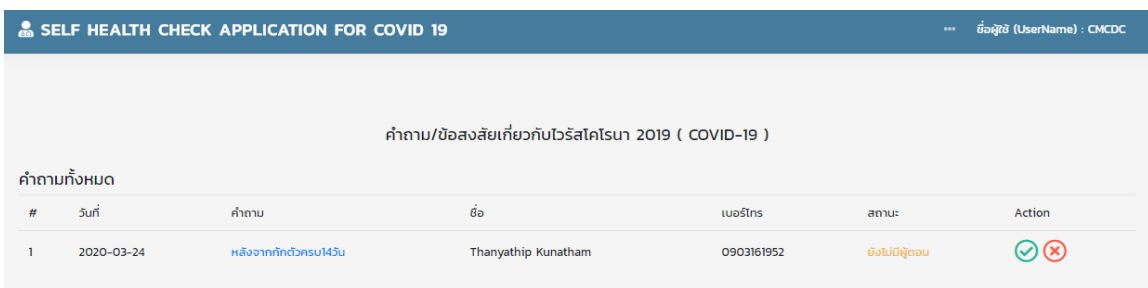 SELF HEALTH CHECK APPLICATION FOR COVID 19 ชื่อผู้ใช้ (UserName) : CMCDC
คำถาม/ข้อสงสัยเกี่ยวกับไวรัสโคโรนา 2019 ( COVID-19 )
คำถามทั้งหมด
# วันที่ คำถาม ชื่อ เบอร์โทร สถานะ Action
1 2020-03-24 หลังจากกักตัวครบ14วัน Thanyathip Kunatham 0903161952 ยังไม่มีผู้ตอบ